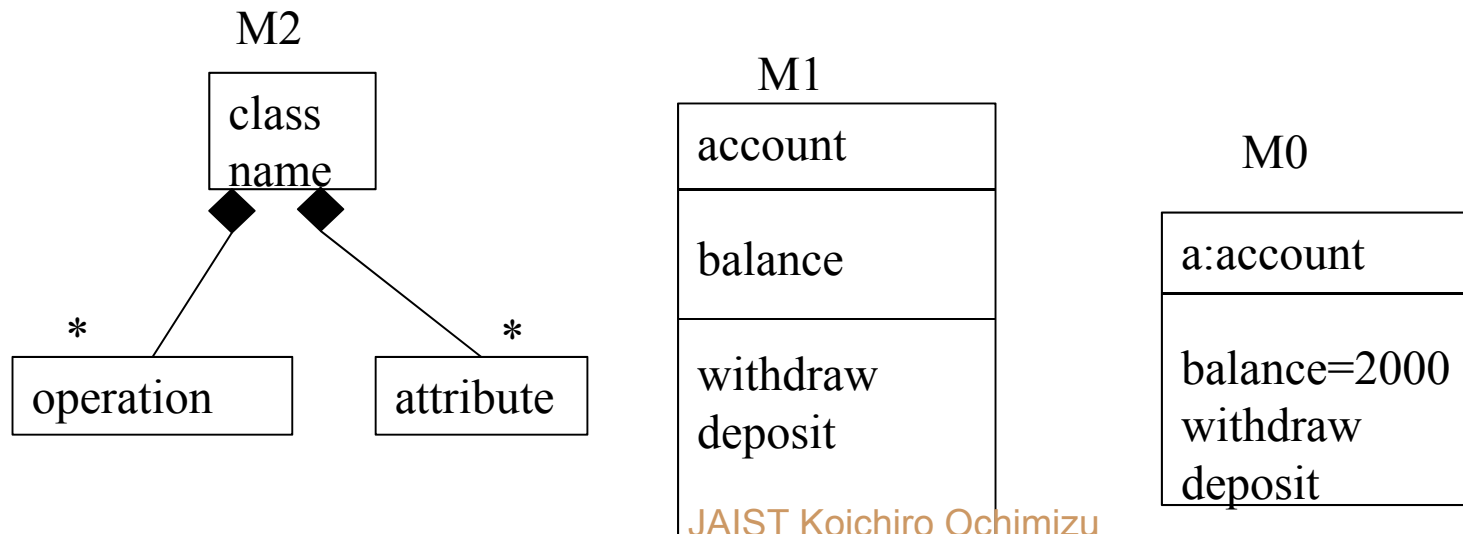 M2
class
name
*
*
operation
attribute
M1
account
balance
withdraw
deposit
M0
a:account
balance=2000
withdraw
deposit
JAIST Koichiro Ochimizu